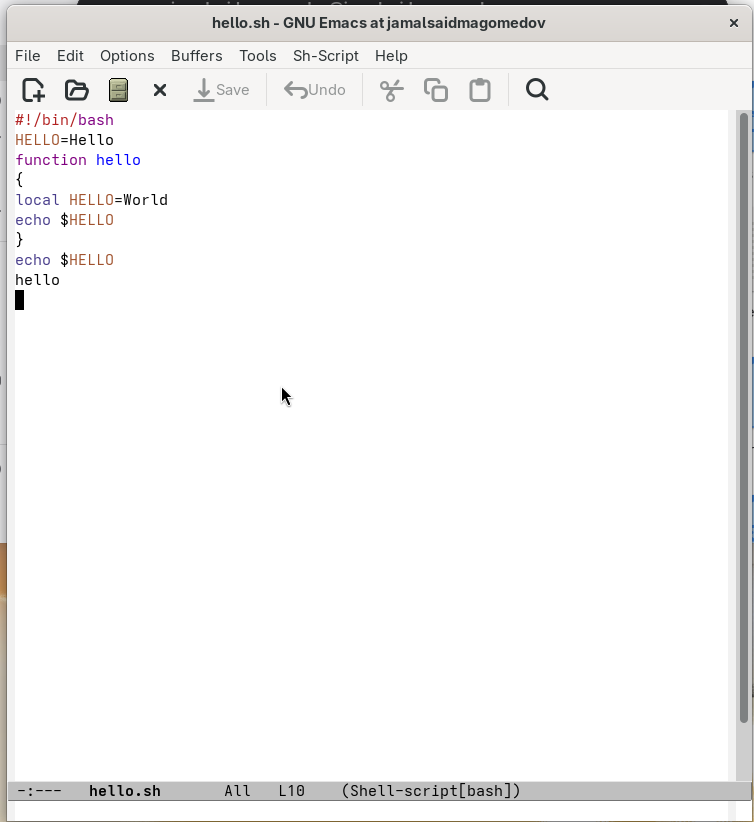 hello.sh - GNU Emacs at jamalsaidmagomedov
File Edit Options Buffers Tools Sh-Script Help
Save Undo
#!/bin/bash
HELLO=Hello
function hello
{
local HELLO=World
echo $HELLO
}
echo $HELLO
hello
-:--- hello.sh All L10 (Shell-script[bash])